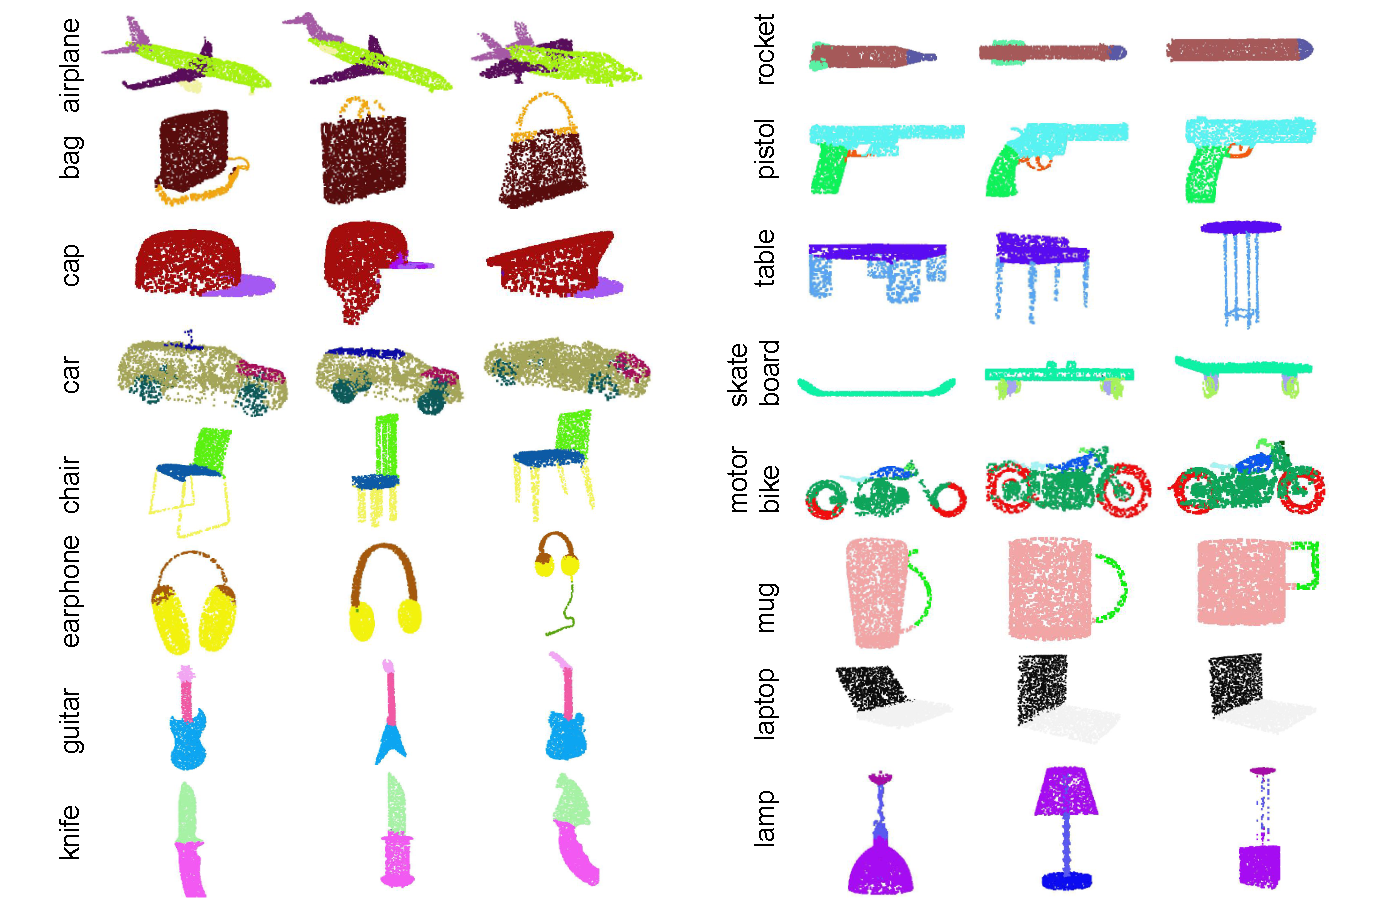 airplane
bag
cap
car
chair
earphone
guitar
knife
rocket
pistol
table
skate
board
motor
bike
mug
laptop
lamp